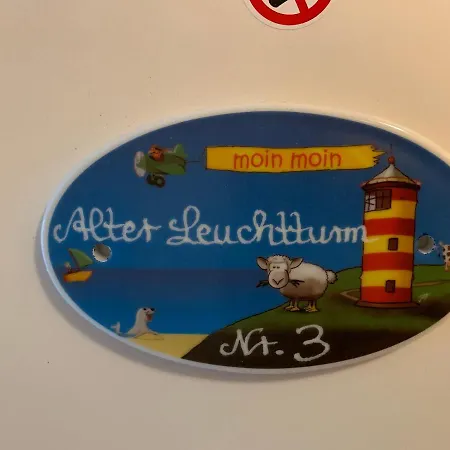 moin moin
Alter Leuchtturm
Nr. 3